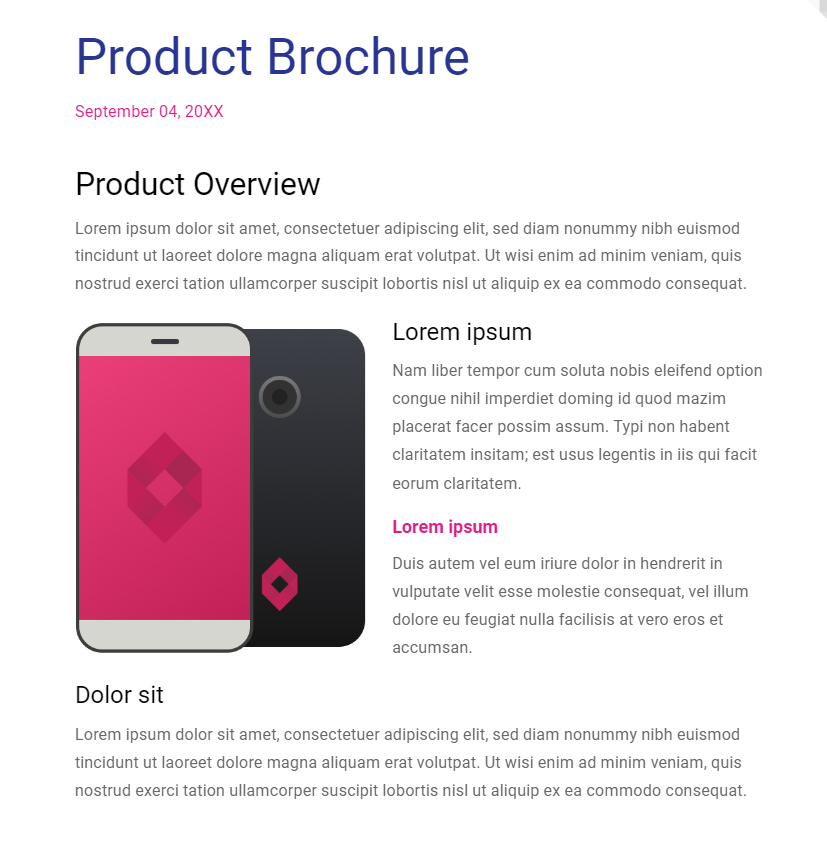 Product Brochure
September 04, 20XX
Product Overview
Lorem ipsum dolor sit amet, consectetuer adipiscing elit, sed diam nonummy nibh euismod
tincidunt ut laoreet dolore magna aliquam erat volutpat. Ut wisi enim ad minim veniam, quis
nostrud exerci tation ullamcorper suscipit lobortis nisl ut aliquip ex ea commodo consequat.
Lorem ipsum
Nam liber tempor cum soluta nobis eleifend option
congue nihil imperdiet doming id quod mazim
placerat facer possim assum. Typi non habent
claritatem insitam; est usus legentis in iis qui facit
eorum claritatem.
Lorem ipsum
Duis autem vel eum iriure dolor in hendrerit in
vulputate velit esse molestie consequat, vel illum
dolore eu feugiat nulla facilisis at vero eros et
accumsan.
Dolor sit
Lorem ipsum dolor sit amet, consectetuer adipiscing elit, sed diam nonummy nibh euismod
tincidunt ut laoreet dolore magna aliquam erat volutpat. Ut wisi enim ad minim veniam, quis
nostrud exerci tation ullamcorper suscipit lobortis nisl ut aliquip ex ea commodo consequat.